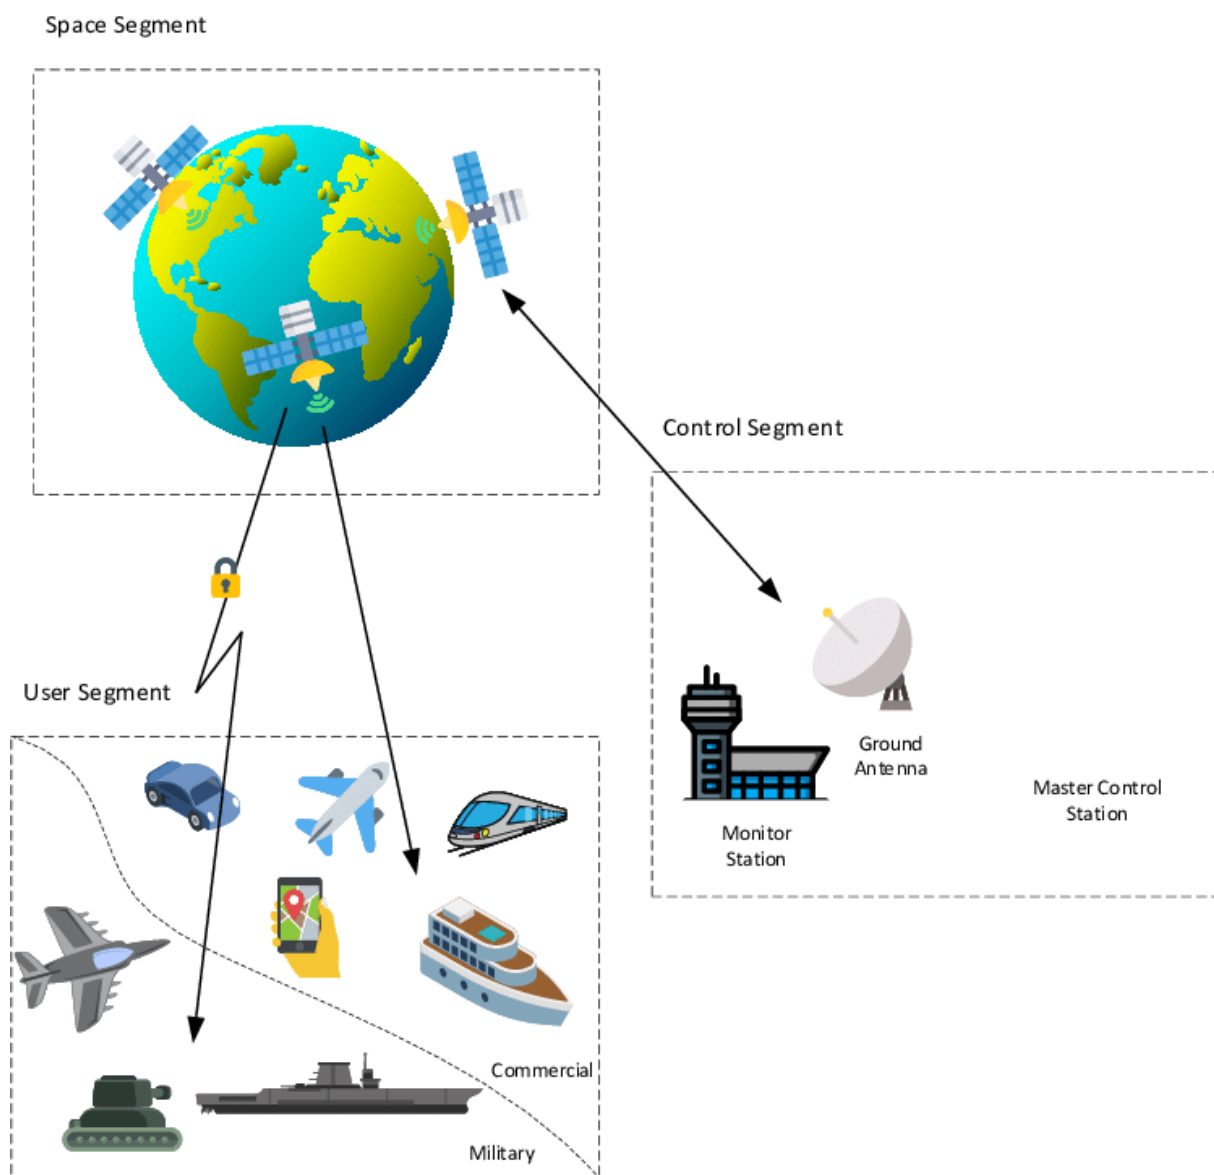 Space Segment
Control Segment
User Segment
Ground
Antenna
Master Control
Station
Monitor
Station
Commercial
Military